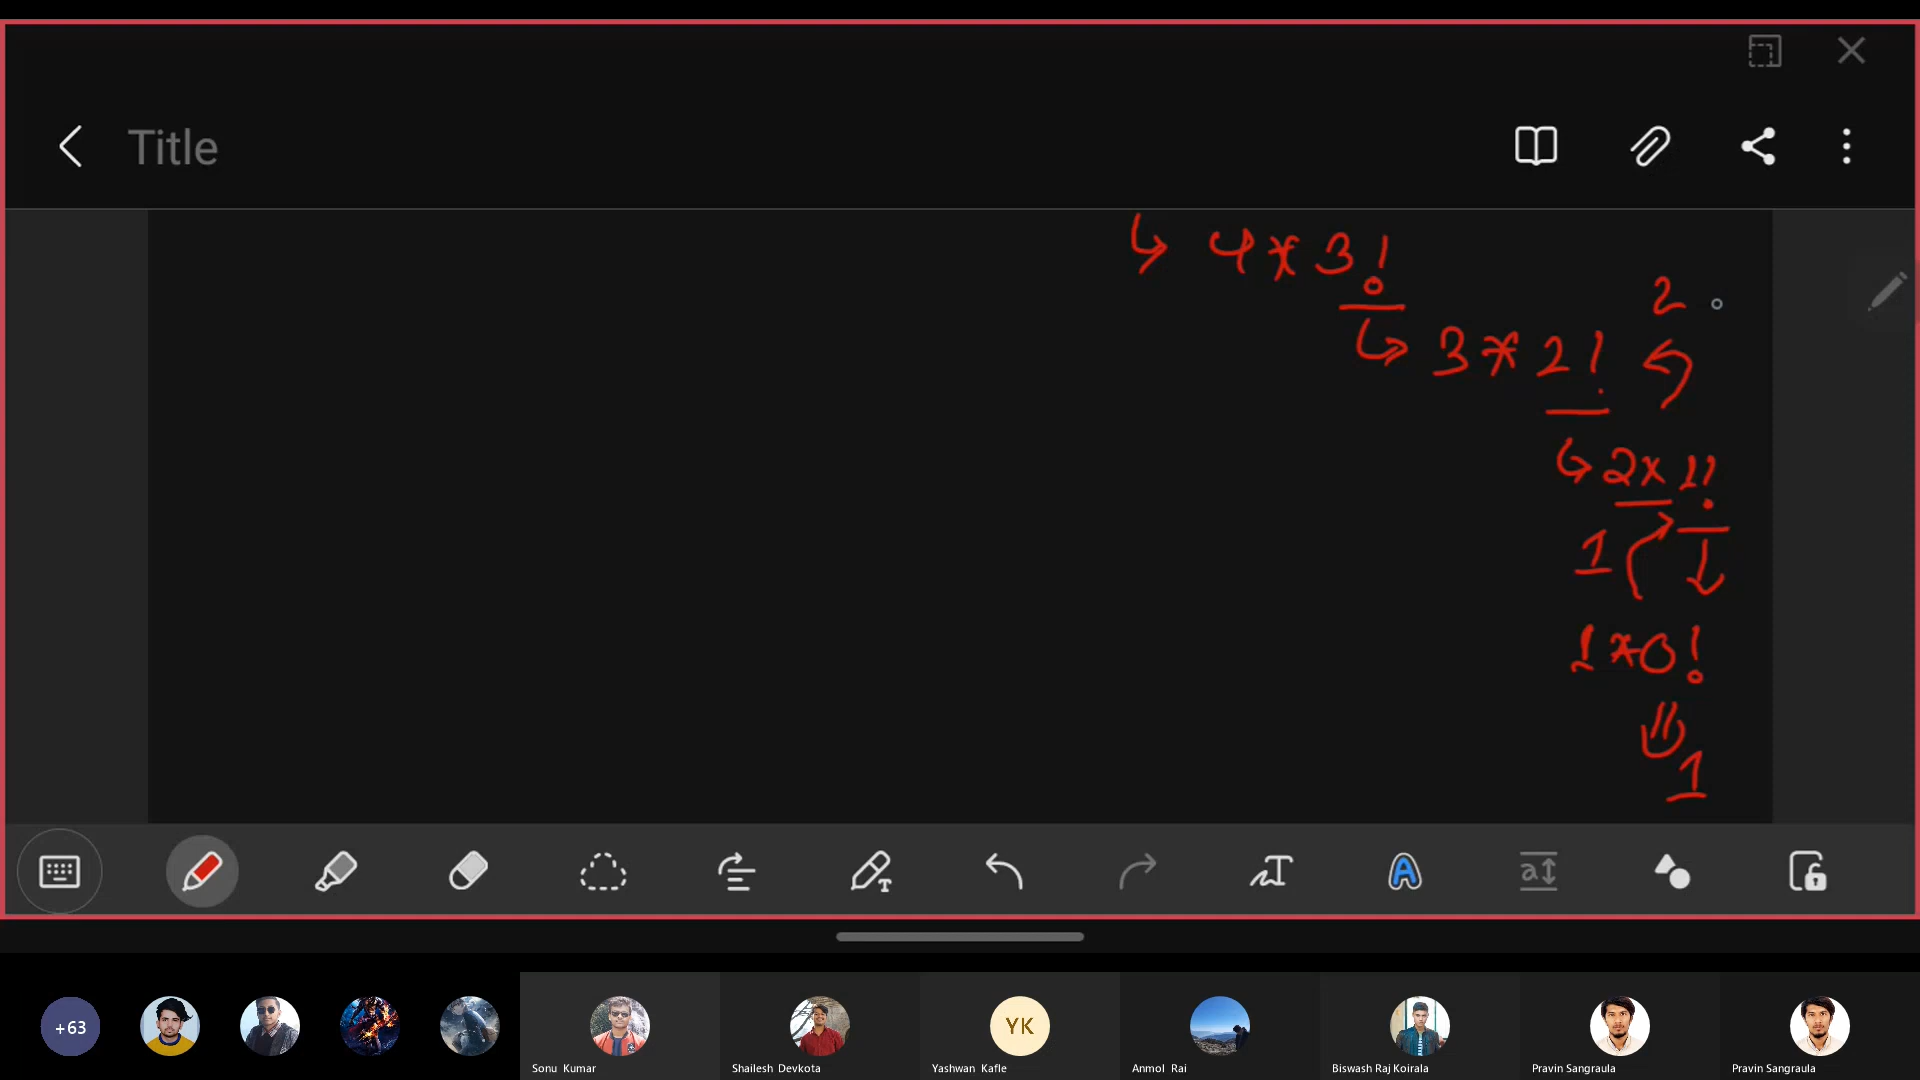 Title
↳ 4 * 3!
2
↳ 3 * 2!
↳ 2 x 1!
1
1 * 0!
1
T
T
A
a
+63
YK
Sonu Kumar
Shailesh Devkota
Yashwan Kafle
Anmol Rai
Biswash Raj Koirala
Pravin Sangraula
Pravin Sangraula